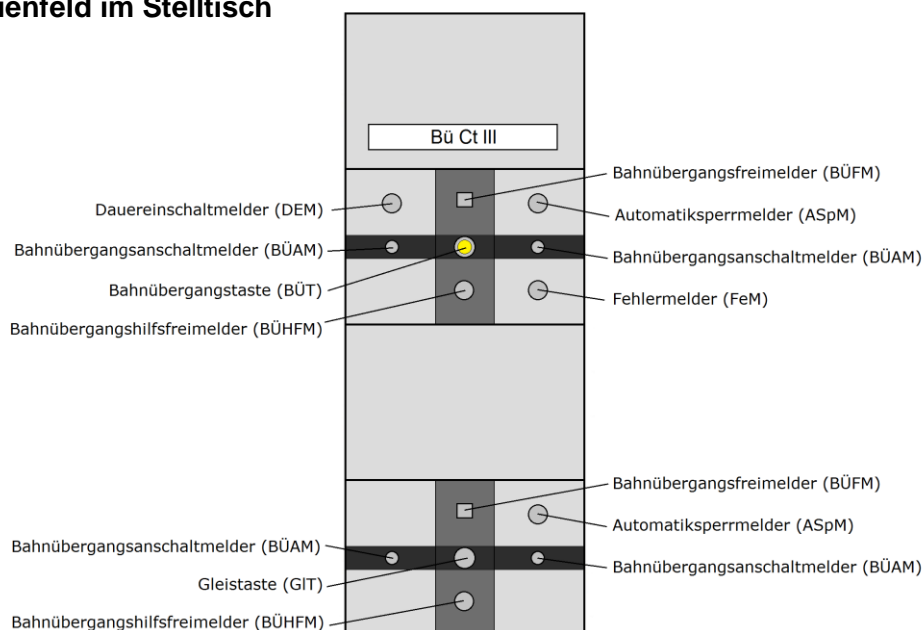 ienfeld im Stelltisch
Bü Ct III
Bahnübergangsfreimelder (BÜFM)
Dauereinschaltmelder (DEM)
Automatiksperrmelder (ASpM)
Bahnübergangsanschaltmelder (BÜAM)
Bahnübergangsanschaltmelder (BÜAM)
Bahnübergangstaste (BÜT)
Fehlermelder (FeM)
Bahnübergangshilfsfreimelder (BÜHFM)
Bahnübergangsfreimelder (BÜFM)
Automatiksperrmelder (ASpM)
Bahnübergangsanschaltmelder (BÜAM)
Bahnübergangsanschaltmelder (BÜAM)
Gleistaste (GlT)
Bahnübergangshilfsfreimelder (BÜHFM)